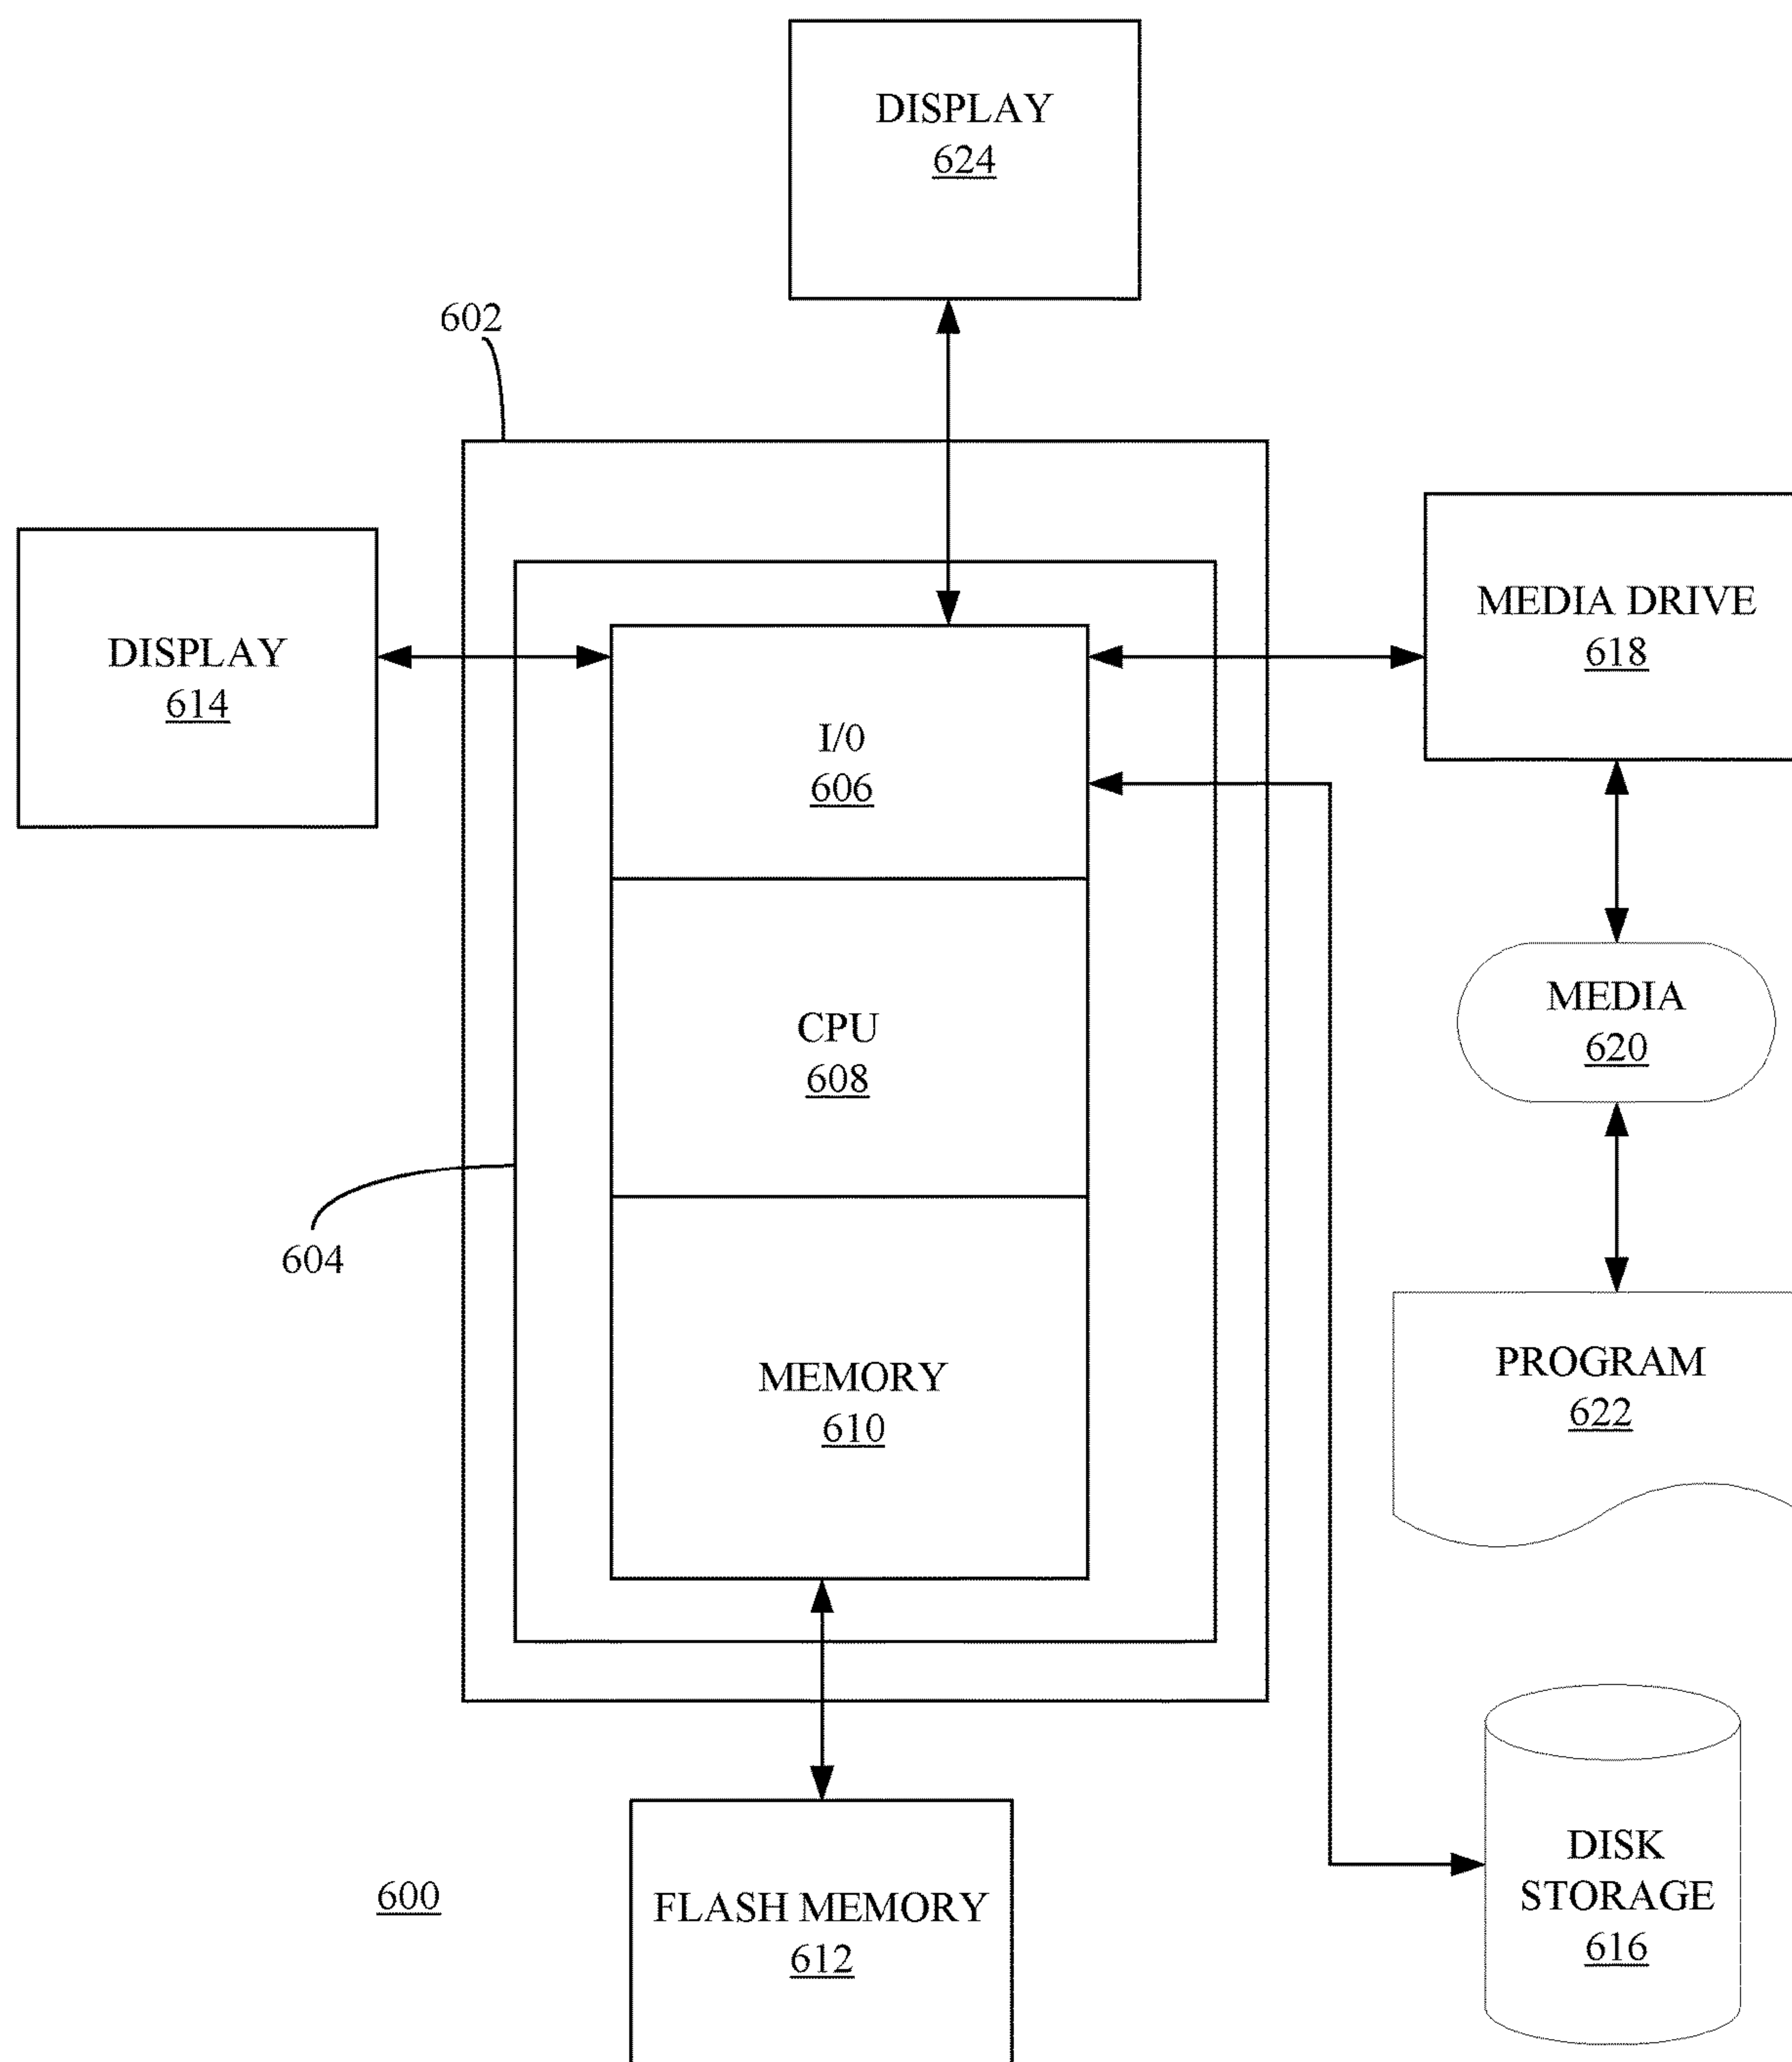 DISPLAY
624
602
DISPLAY
614
I/0
606
MEDIA DRIVE
618
CPU
608
MEDIA
620
604
MEMORY
610
PROGRAM
622
600
FLASH MEMORY
612
DISK
STORAGE
616